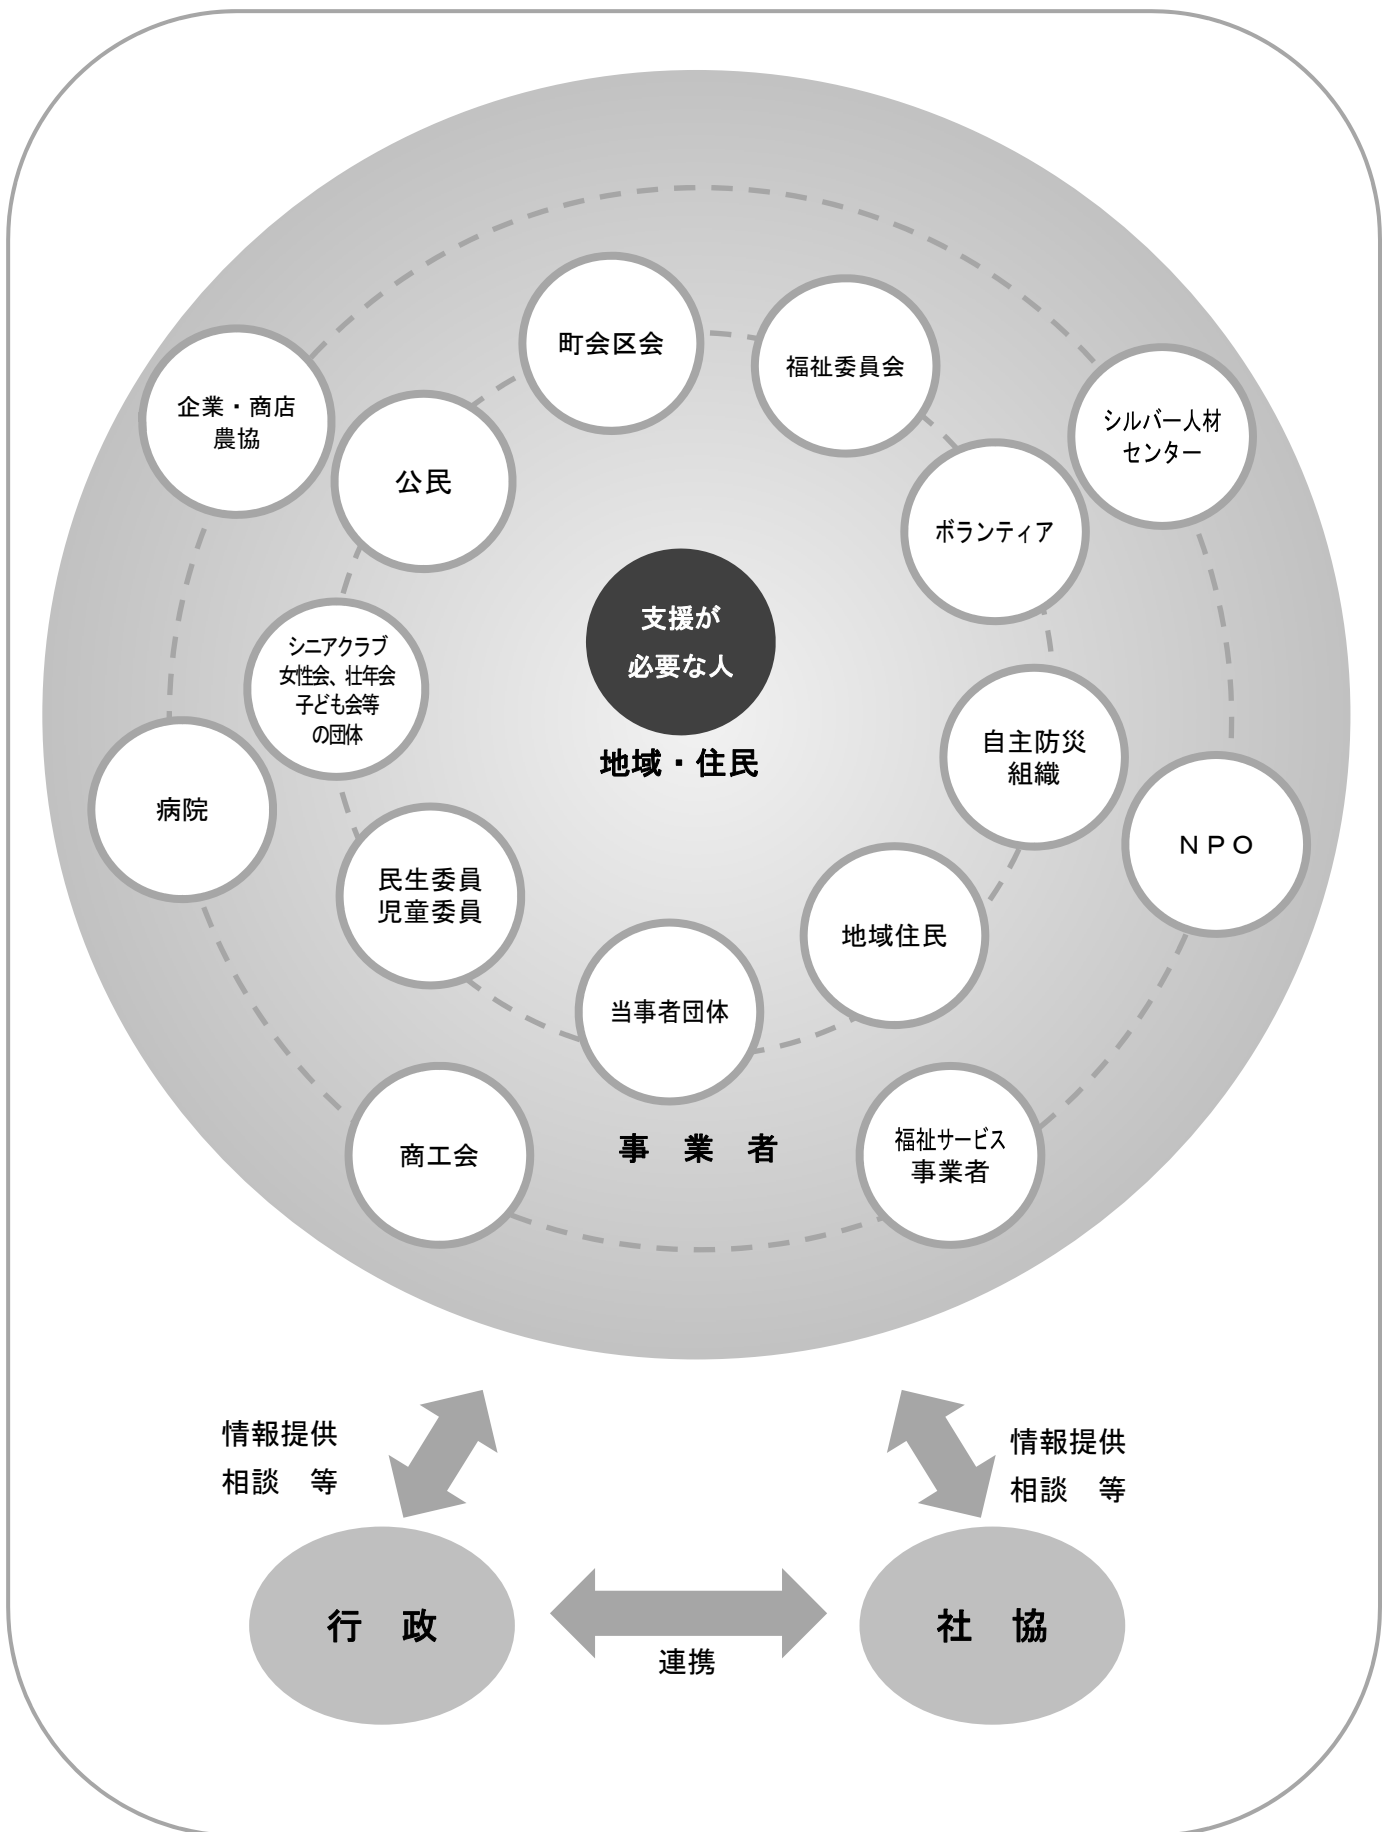 町会区会
福祉委員会
企業・商店
農協
シルバー人材
センター
公民
ボランティア
支援が
必要な人
シニアクラブ
女性会、壮年会
子ども会等
の団体
地域・住民
自主防災
組織
病院
NPO
民生委員
児童委員
地域住民
当事者団体
商工会
事 業 者
福祉サービス
事業者
情報提供
相談 等
情報提供
相談 等
行 政
社 協
連携